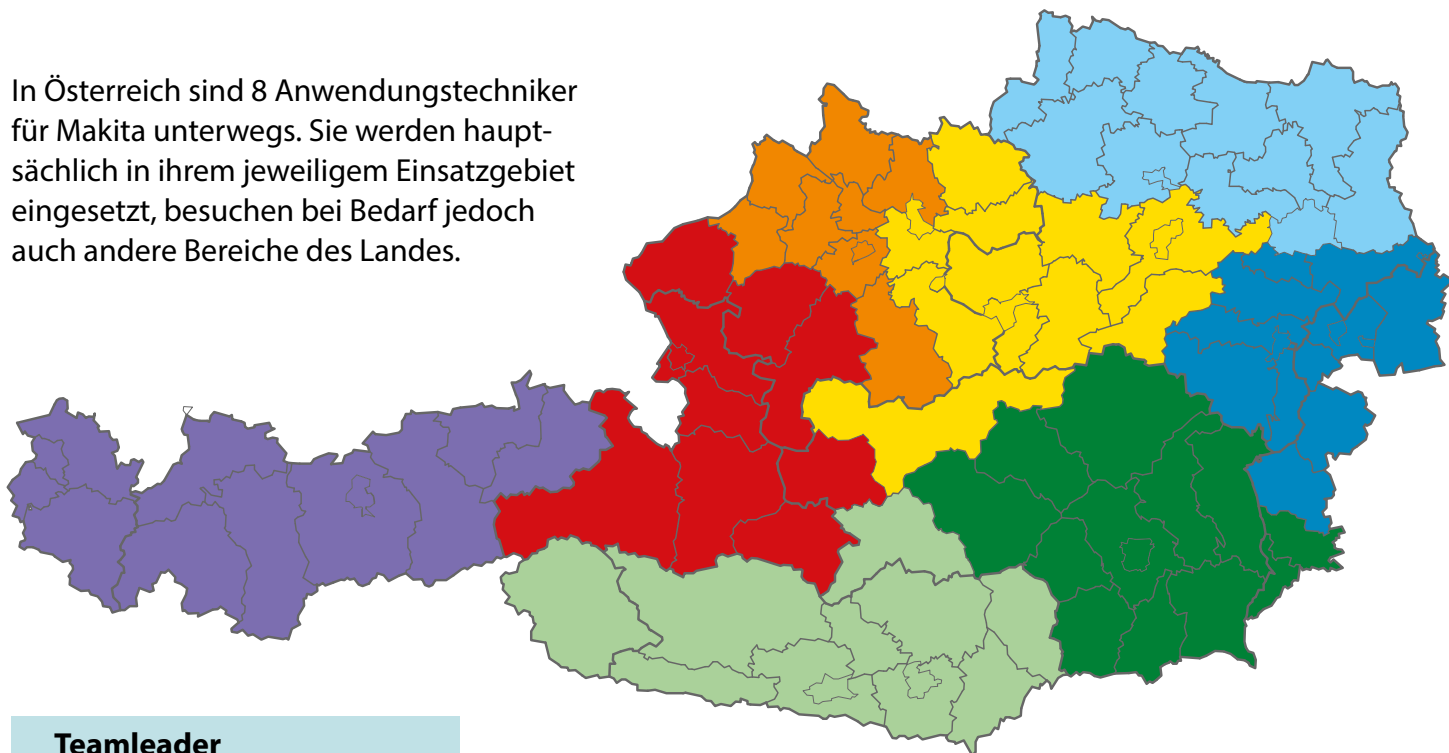 In Österreich sind 8 Anwendungstechniker
für Makita unterwegs. Sie werden haupt-
sächlich in ihrem jeweiligem Einsatzgebiet
eingesetzt, besuchen bei Bedarf jedoch
auch andere Bereiche des Landes.
Teamleader